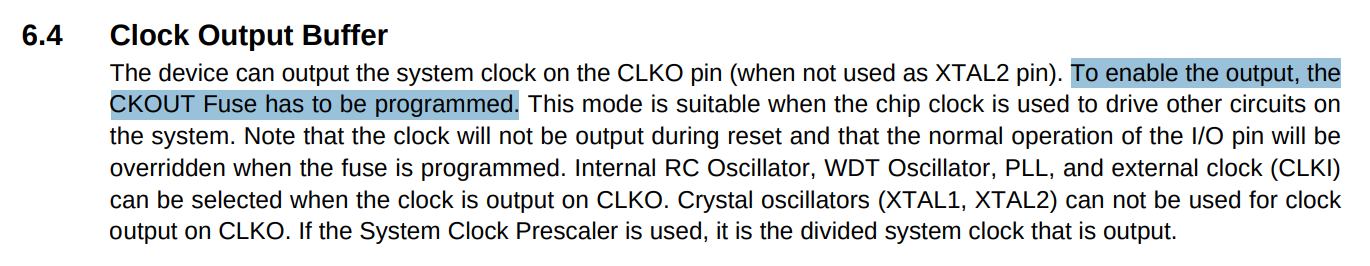 6.4 Clock Output Buffer
The device can output the system clock on the CLKO pin (when not used as XTAL2 pin). To enable the output, the
CKOUT Fuse has to be programmed. This mode is suitable when the chip clock is used to drive other circuits on
the system. Note that the clock will not be output during reset and that the normal operation of the I/O pin will be
overridden when the fuse is programmed. Internal RC Oscillator, WDT Oscillator, PLL, and external clock (CLKI)
can be selected when the clock is output on CLKO. Crystal oscillators (XTAL1, XTAL2) can not be used for clock
output on CLKO. If the System Clock Prescaler is used, it is the divided system clock that is output.